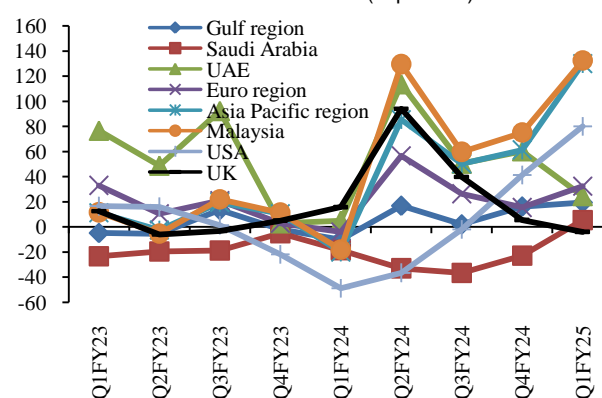 160
140
120
100
80
60
40
20
0
-20
-40
-60
Gulf region
Saudi Arabia
UAE
Euro region
Asia Pacific region
Malaysia
USA
UK
Q1FY23
Q2FY23
Q3FY23
Q4FY23
Q1FY24
Q2FY24
Q3FY24
Q4FY24
Q1FY25